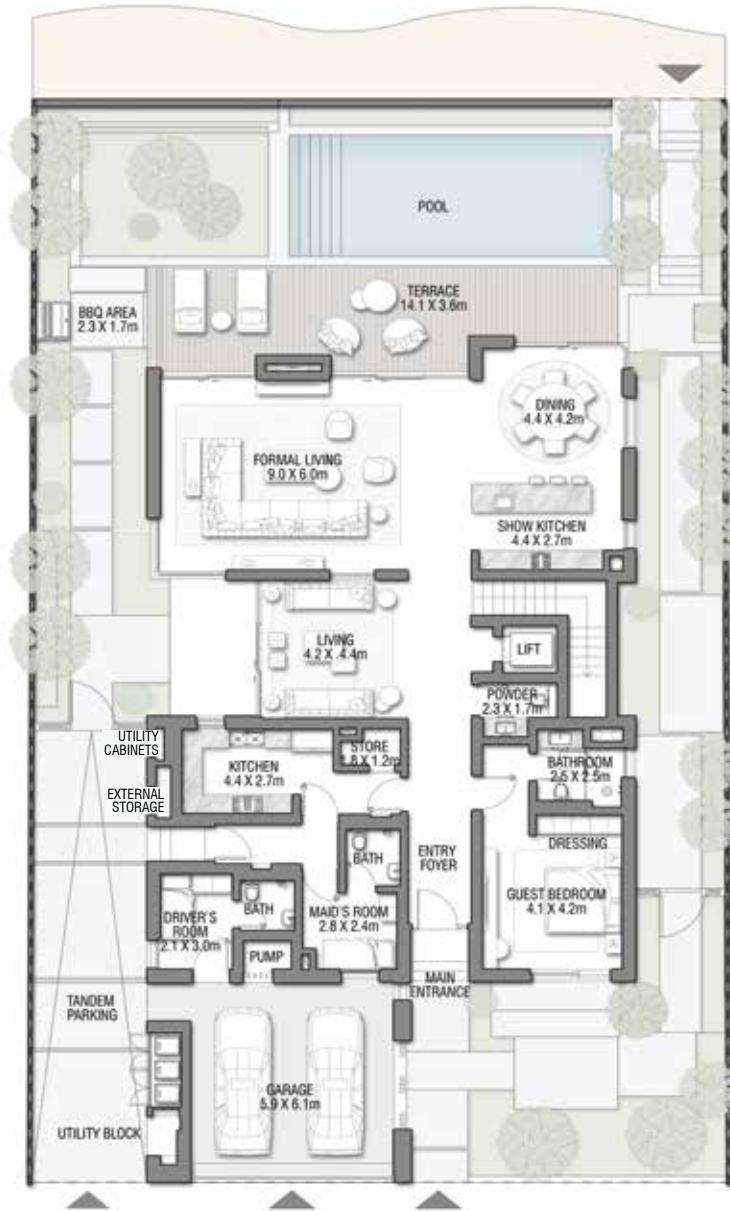 POOL
TERRACE
14.1 X 3.6m
BBQ AREA
2.3 X 1.7m
DINING
4.4 X 4.2m
FORMAL LIVING
9.0 X 6.0m
SHOW KITCHEN
4.4 X 2.7m
LIVING
4.2 X .4.4m
LIFT
POWDER
2.3 X 1.7m
UTILITY
CABINETS
STORE
1.8 X 1.2m
KITCHEN
4.4 X 2.7m
BATHROOM
2.5 X 2.5m
EXTERNAL
STORAGE
BATH
ENTRY
FOYER
DRESSING
GUEST BEDROOM
4.1 X 4.2m
DRIVER'S
ROOM
2.1 X 3.0m
BATH
MAID'S ROOM
2.8 X 2.4m
PUMP
MAIN
ENTRANCE
TANDEM
PARKING
GARAGE
5.9 X 6.1m
UTILITY BLOCK